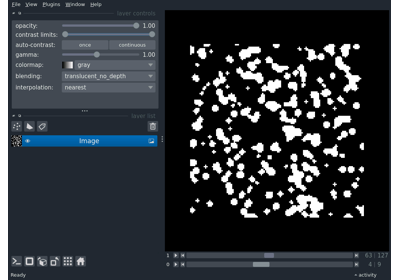 File View Plugins Window Help
layer controls
opacity: 1.00
contrast limits:
auto-contrast: once continuous
gamma: 1.00
colormap: gray
blending: translucent_no_depth
interpolation: nearest
layer list
Image
1 63 127
0 4 9
Ready activity